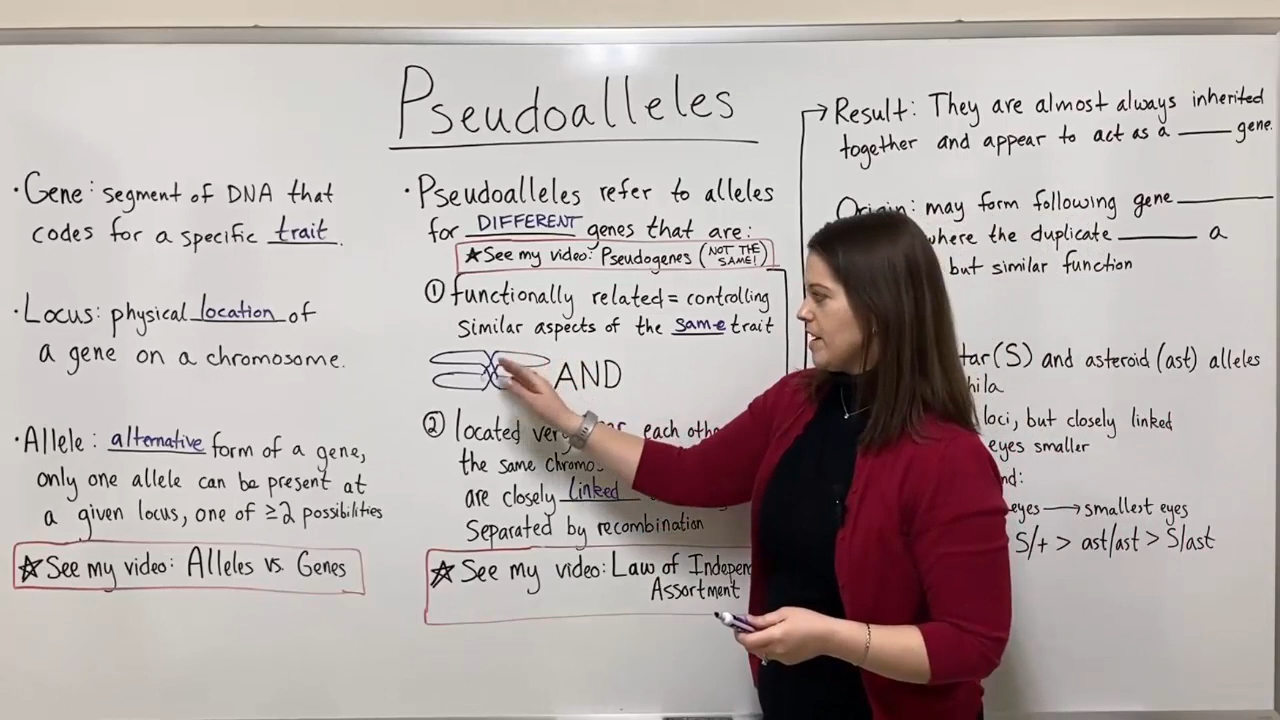 Pseudoalleles
• Gene: segment of DNA that
codes for a specific trait.
• Locus: physical location of
a gene on a chromosome.
• Allele: alternative form of a gene,
only one allele can be present at
a given locus, one of ≥2 possibilities
☆ See my video: Alleles vs. Genes
• Pseudoalleles refer to alleles
for DIFFERENT genes that are:
★ See my video: Pseudogenes (NOT THE
SAME!)
① functionally related = controlling
similar aspects of the same trait
AND
② located very each
the same
are closely linked
Separated by recombination
☆ See my video: Law of
Assortment
→ Result: They are almost always inherited
together and appear to act as a ____ gene.
Origin: may form following gene ____
where the duplicate ____ a
but similar function
(S) and asteroid (ast) alleles
loci, but closely linked
eyes smaller
eyes → smallest eyes
S/+ > ast/ast > S/ast